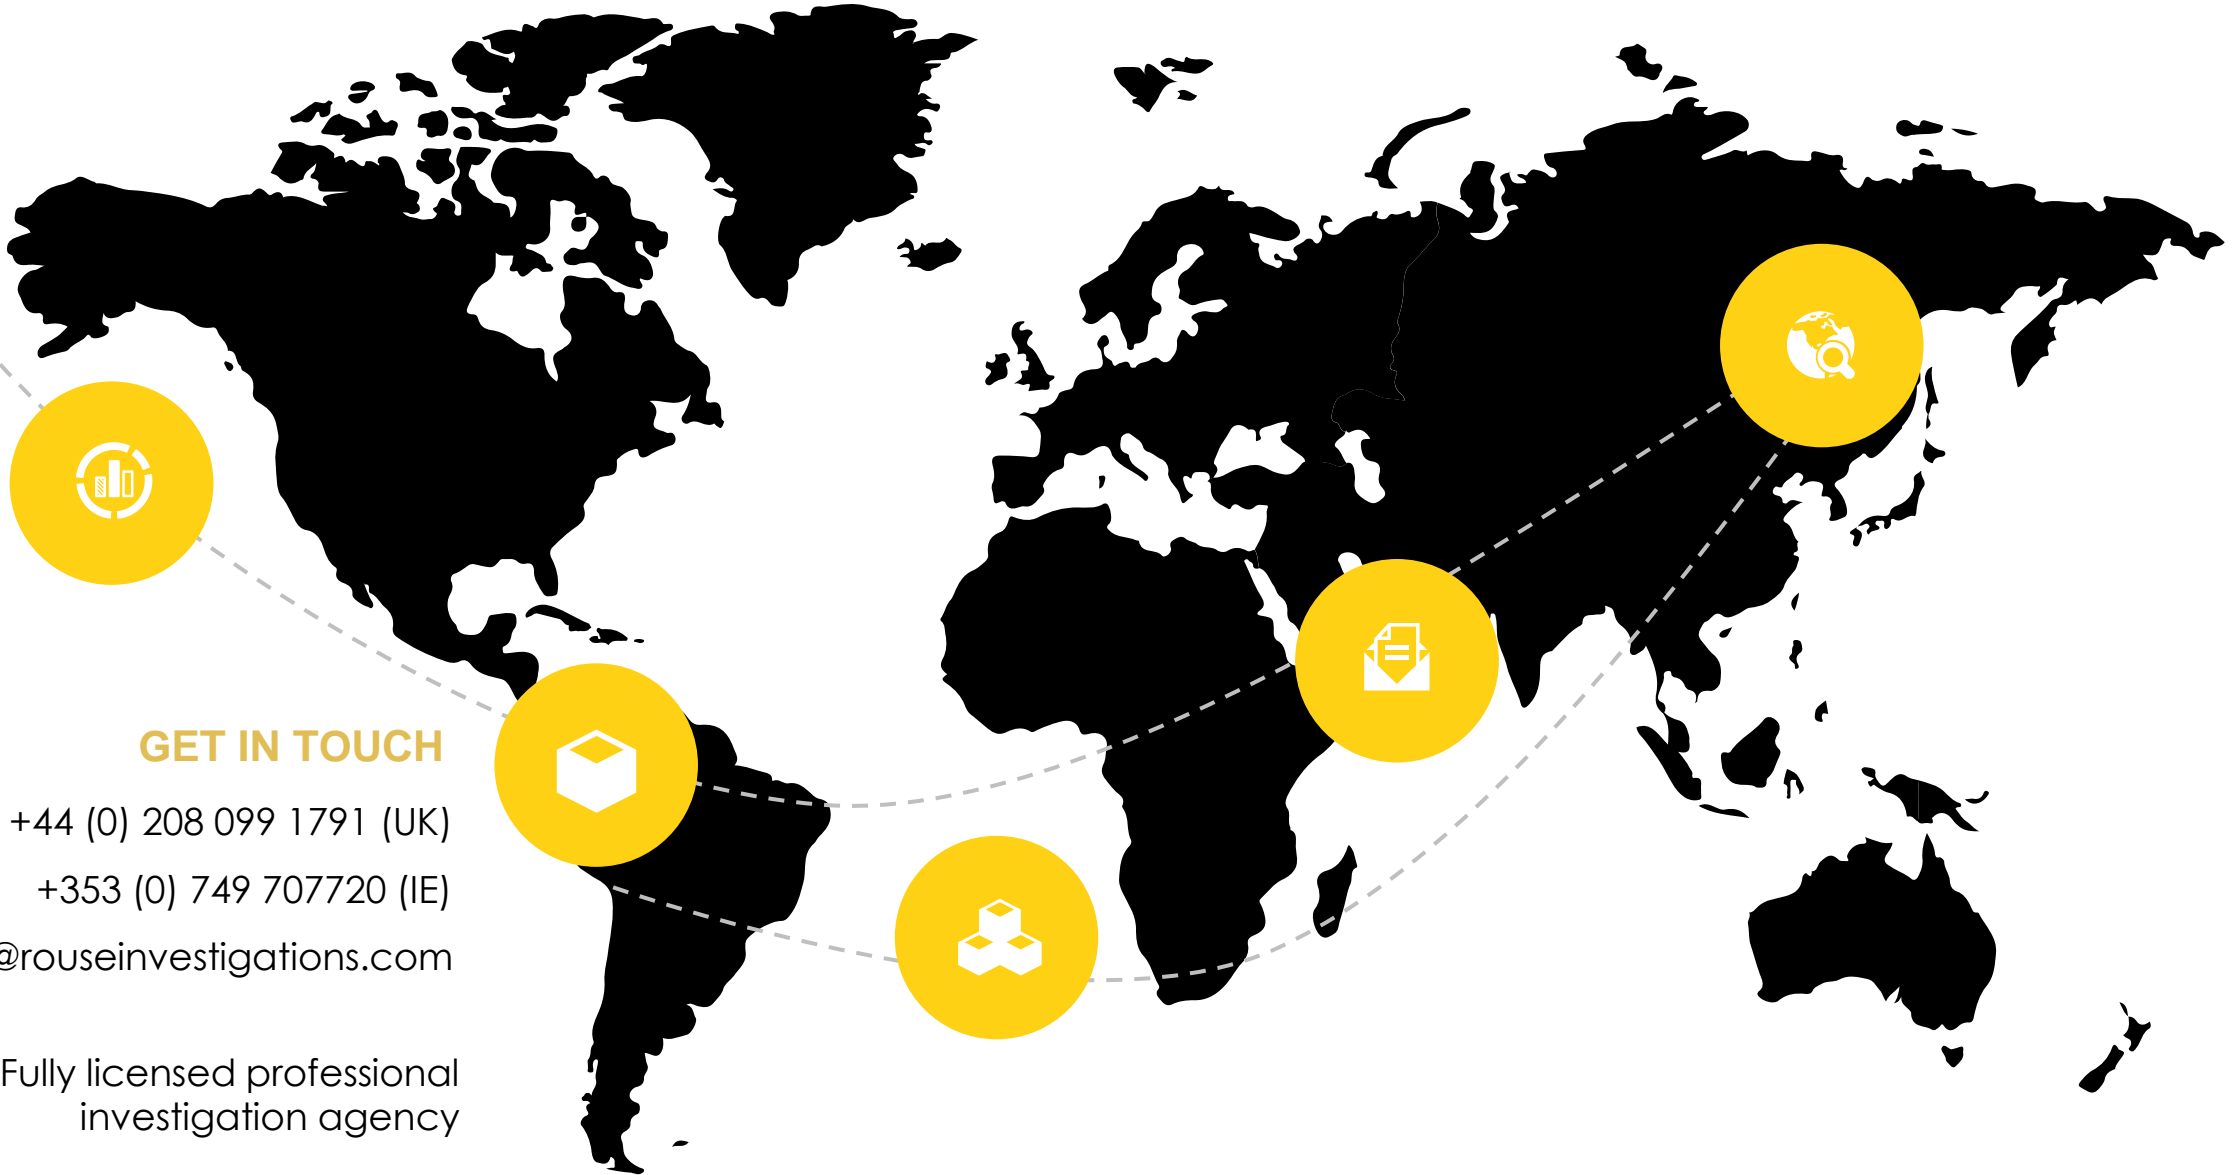 GET IN TOUCH
+44 (0) 208 099 1791 (UK)
+353 (0) 749 707720 (IE)
@rouseinvestigations.com
Fully licensed professional
investigation agency